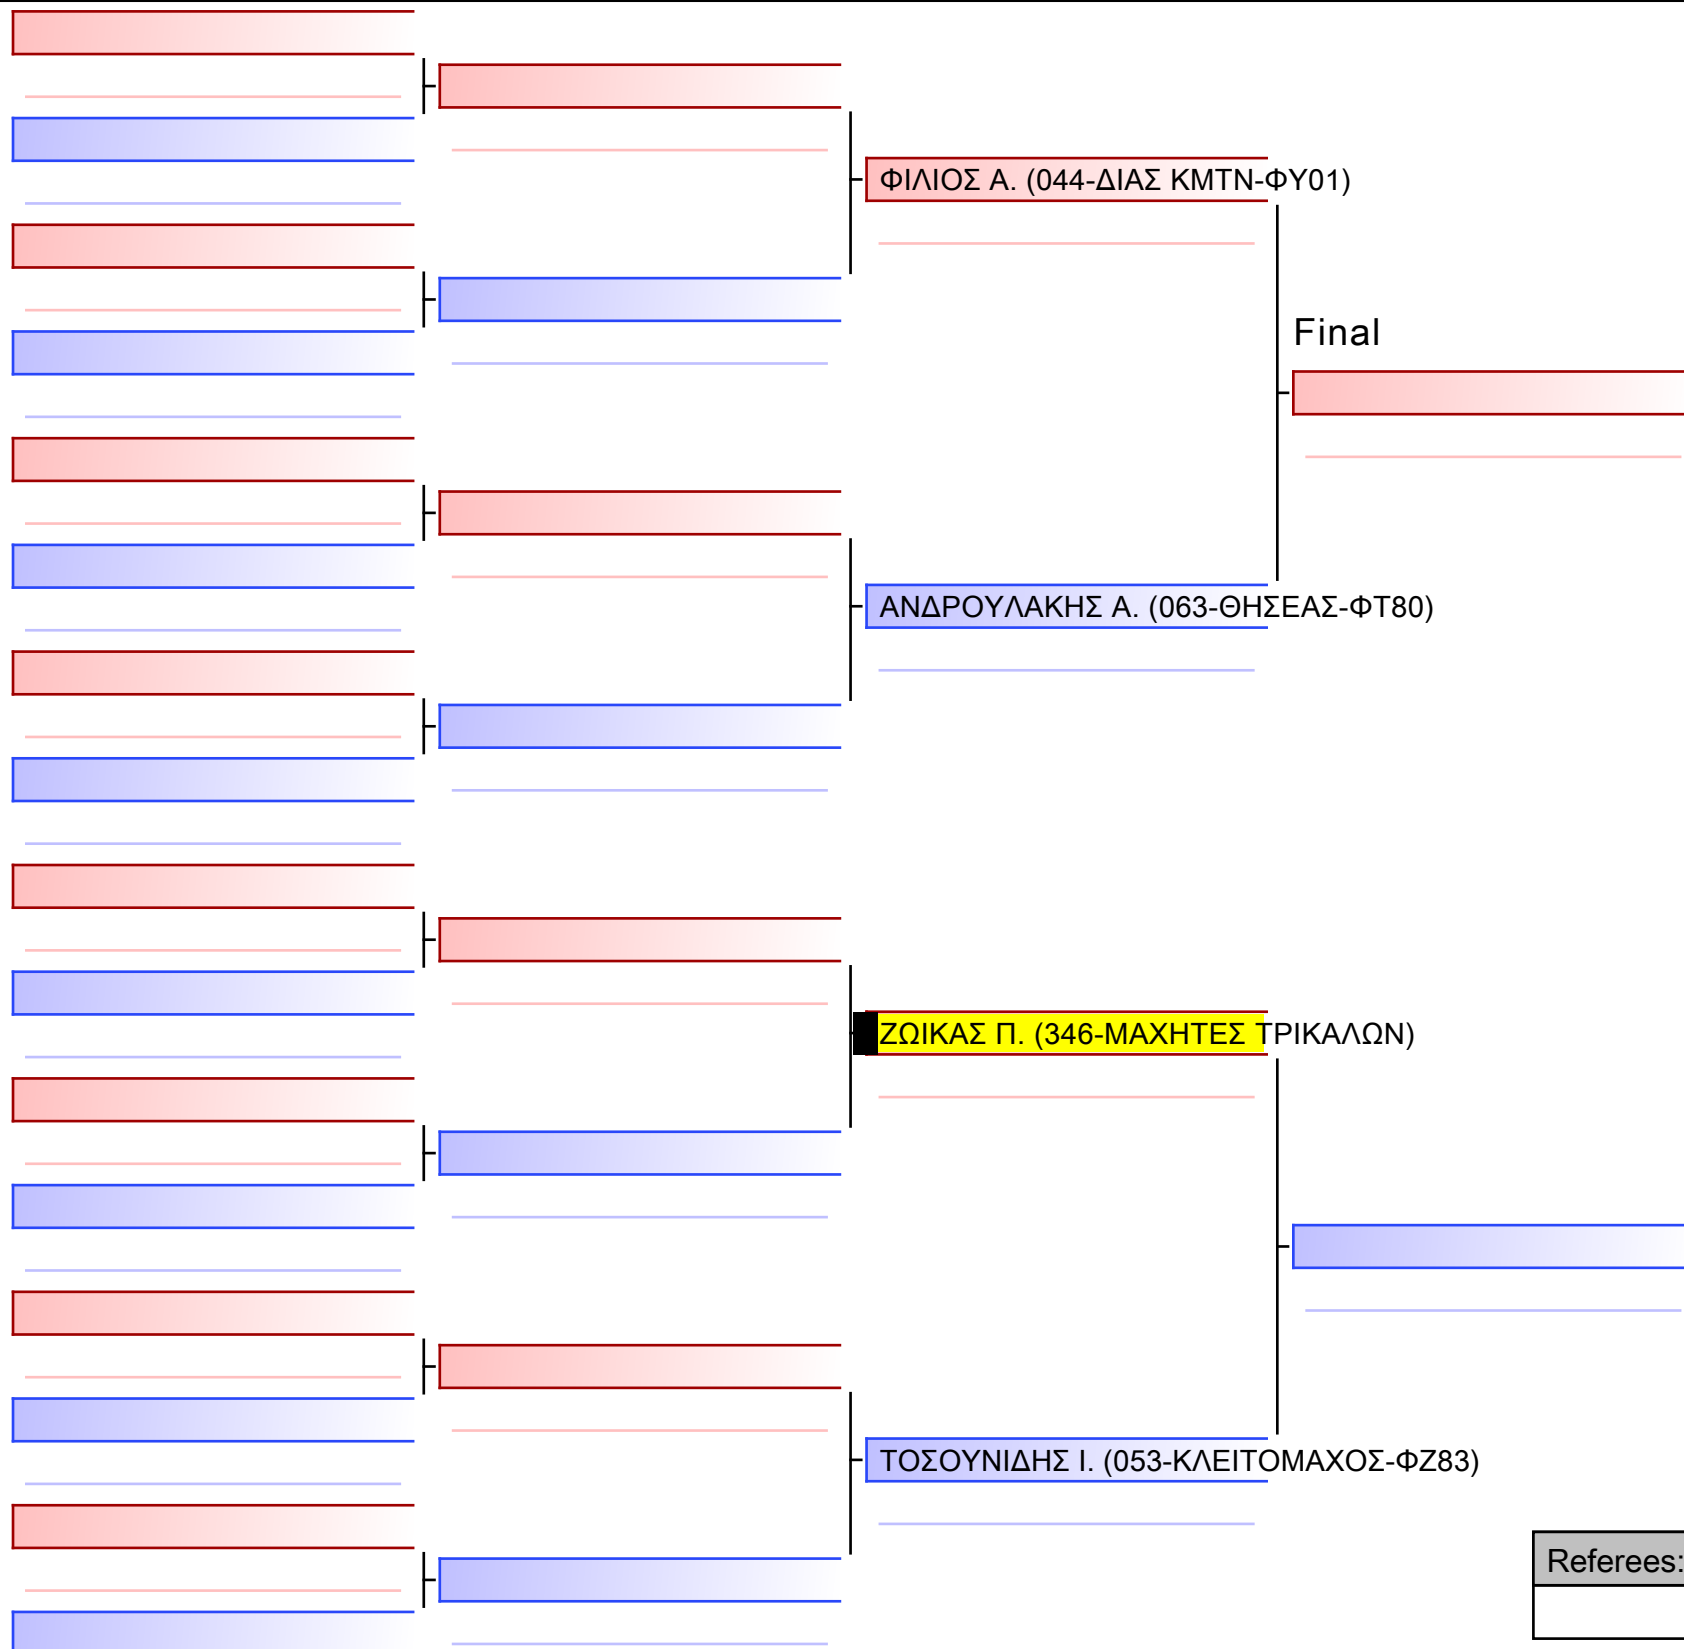 ΦΙΛΙΟΣ Α. (044-ΔΙΑΣ ΚΜΤΝ-ΦΥ01)
Final
ΑΝΔΡΟΥΛΑΚΗΣ Α. (063-ΘΗΣΕΑΣ-ΦΤ80)
ΖΩΙΚΑΣ Π. (346-ΜΑΧΗΤΕΣ ΤΡΙΚΑΛΩΝ)
ΤΟΣΟΥΝΙΔΗΣ Ι. (053-ΚΛΕΙΤΟΜΑΧΟΣ-ΦΖ83)
Referees: